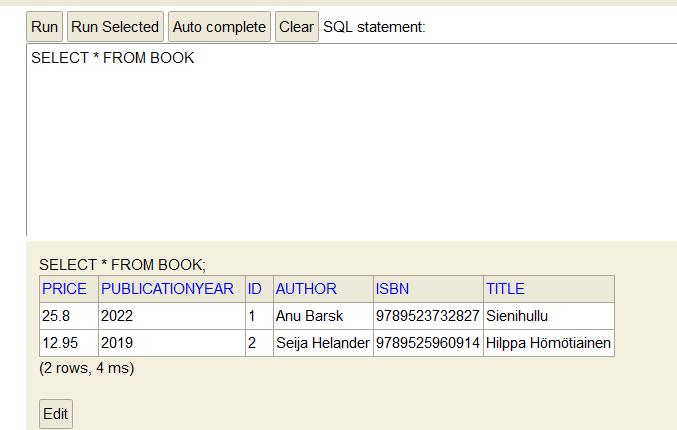 Run Run Selected Auto complete Clear SQL statement:
SELECT * FROM BOOK
SELECT * FROM BOOK;
PRICE PUBLICATIONYEAR ID AUTHOR ISBN TITLE
25.8 2022 1 Anu Barsk 9789523732827 Sienihullu
12.95 2019 2 Seija Helander 9789525960914 Hilppa Hömötiainen
(2 rows, 4 ms)
Edit